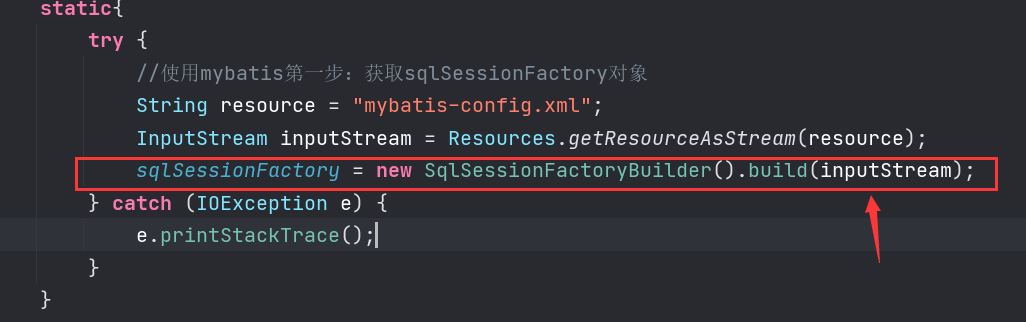 static{
try {
//使用mybatis第一步：获取sqlSessionFactory对象
String resource = "mybatis-config.xml";
InputStream inputStream = Resources.getResourceAsStream(resource);
sqlSessionFactory = new SqlSessionFactoryBuilder().build(inputStream);
} catch (IOException e) {
e.printStackTrace();
}
}